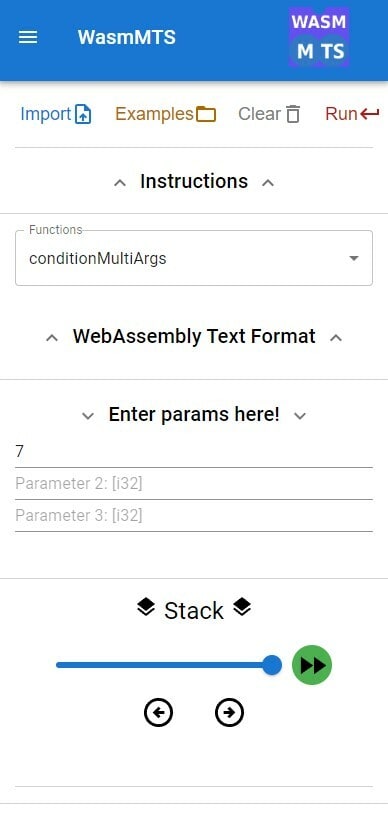 WasmMTS
WASM
M TS
Import Examples Clear Run
Instructions
Functions
conditionMultiArgs
WebAssembly Text Format
Enter params here!
7
Parameter 2: [i32]
Parameter 3: [i32]
Stack